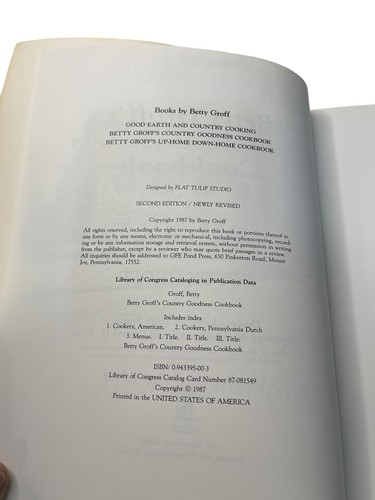 Books by Betty Groff
GOOD EARTH AND COUNTRY COOKING
BETTY GROFF'S COUNTRY GOODNESS COOKBOOK
BETTY GROFF'S UP-HOME DOWN-HOME COOKBOOK
Designed by FLAT TULIP STUDIO
SECOND EDITION / NEWLY REVISED
Copyright 1987 by Betty Groff
All rights reserved, including the right to reproduce this book or portions thereof in
any form or by any means, electronic or mechanical, including photocopying, record-
ing or by any information storage and retrieval system, without permission in writing
from the publisher, except by a reviewer who may quote brief passages in a review.
All inquiries should be addressed to GFE Pond Press, 650 Pinkerton Road, Mount
Joy, Pennsylvania, 17552.
Library of Congress Cataloging in Publication Data
Groff, Betty
Betty Groff's Country Goodness Cookbook
Includes index
1. Cookery, American. 2. Cookery, Pennsylvania Dutch.
3. Menus. I. Title. II. Title. III. Title:
Betty Groff's Country Goodness Cookbook
ISBN: 0-943395-00-3
Library of Congress Catalog Card Number 87-081549
Copyright © 1987
Printed in the UNITED STATES OF AMERICA